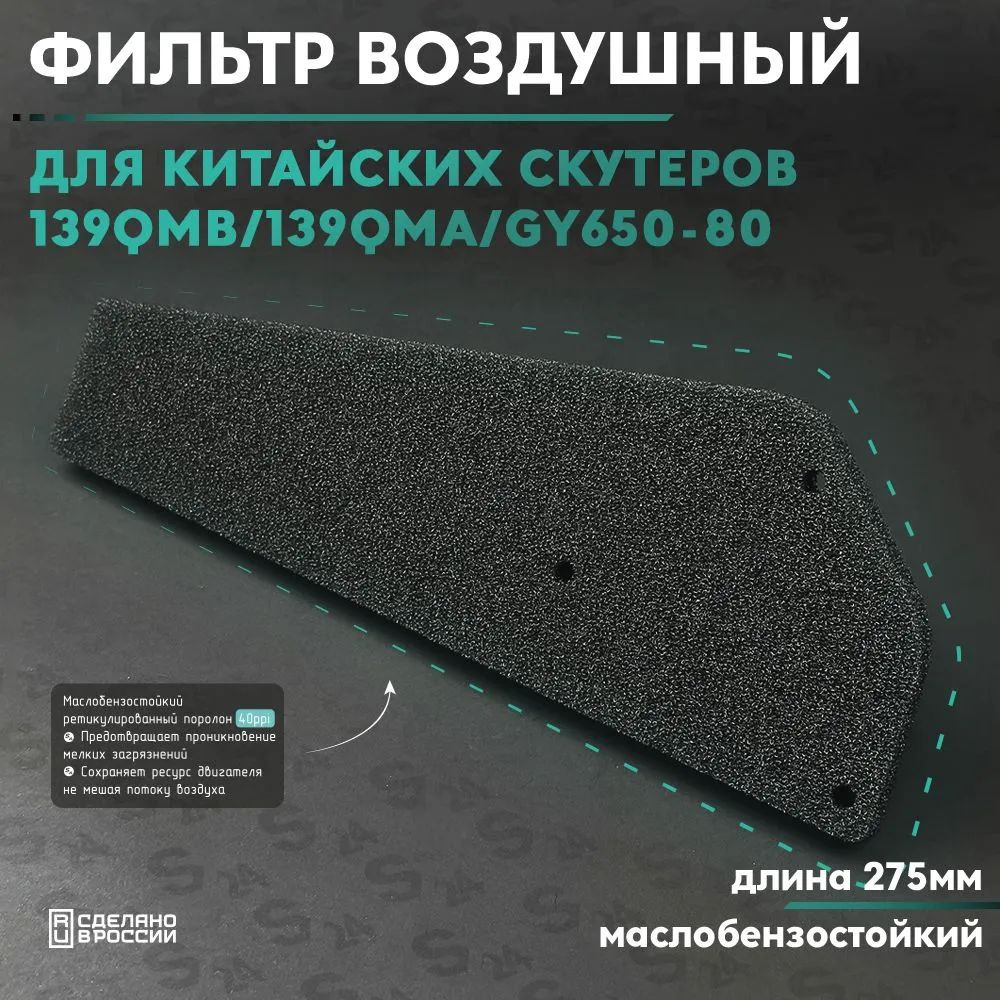 ФИЛЬТР ВОЗДУШНЫЙ
ДЛЯ КИТАЙСКИХ СКУТЕРОВ
139QMB/139QMA/GY650-80
Маслобензостойкий
ретикулированный поролон 40ppi
Предотвращает проникновение
мелких загрязнений
Сохраняет ресурс двигателя
не мешая потоку воздуха
длина 275мм
маслобензостойкий
RU СДЕЛАНО
В РОССИИ